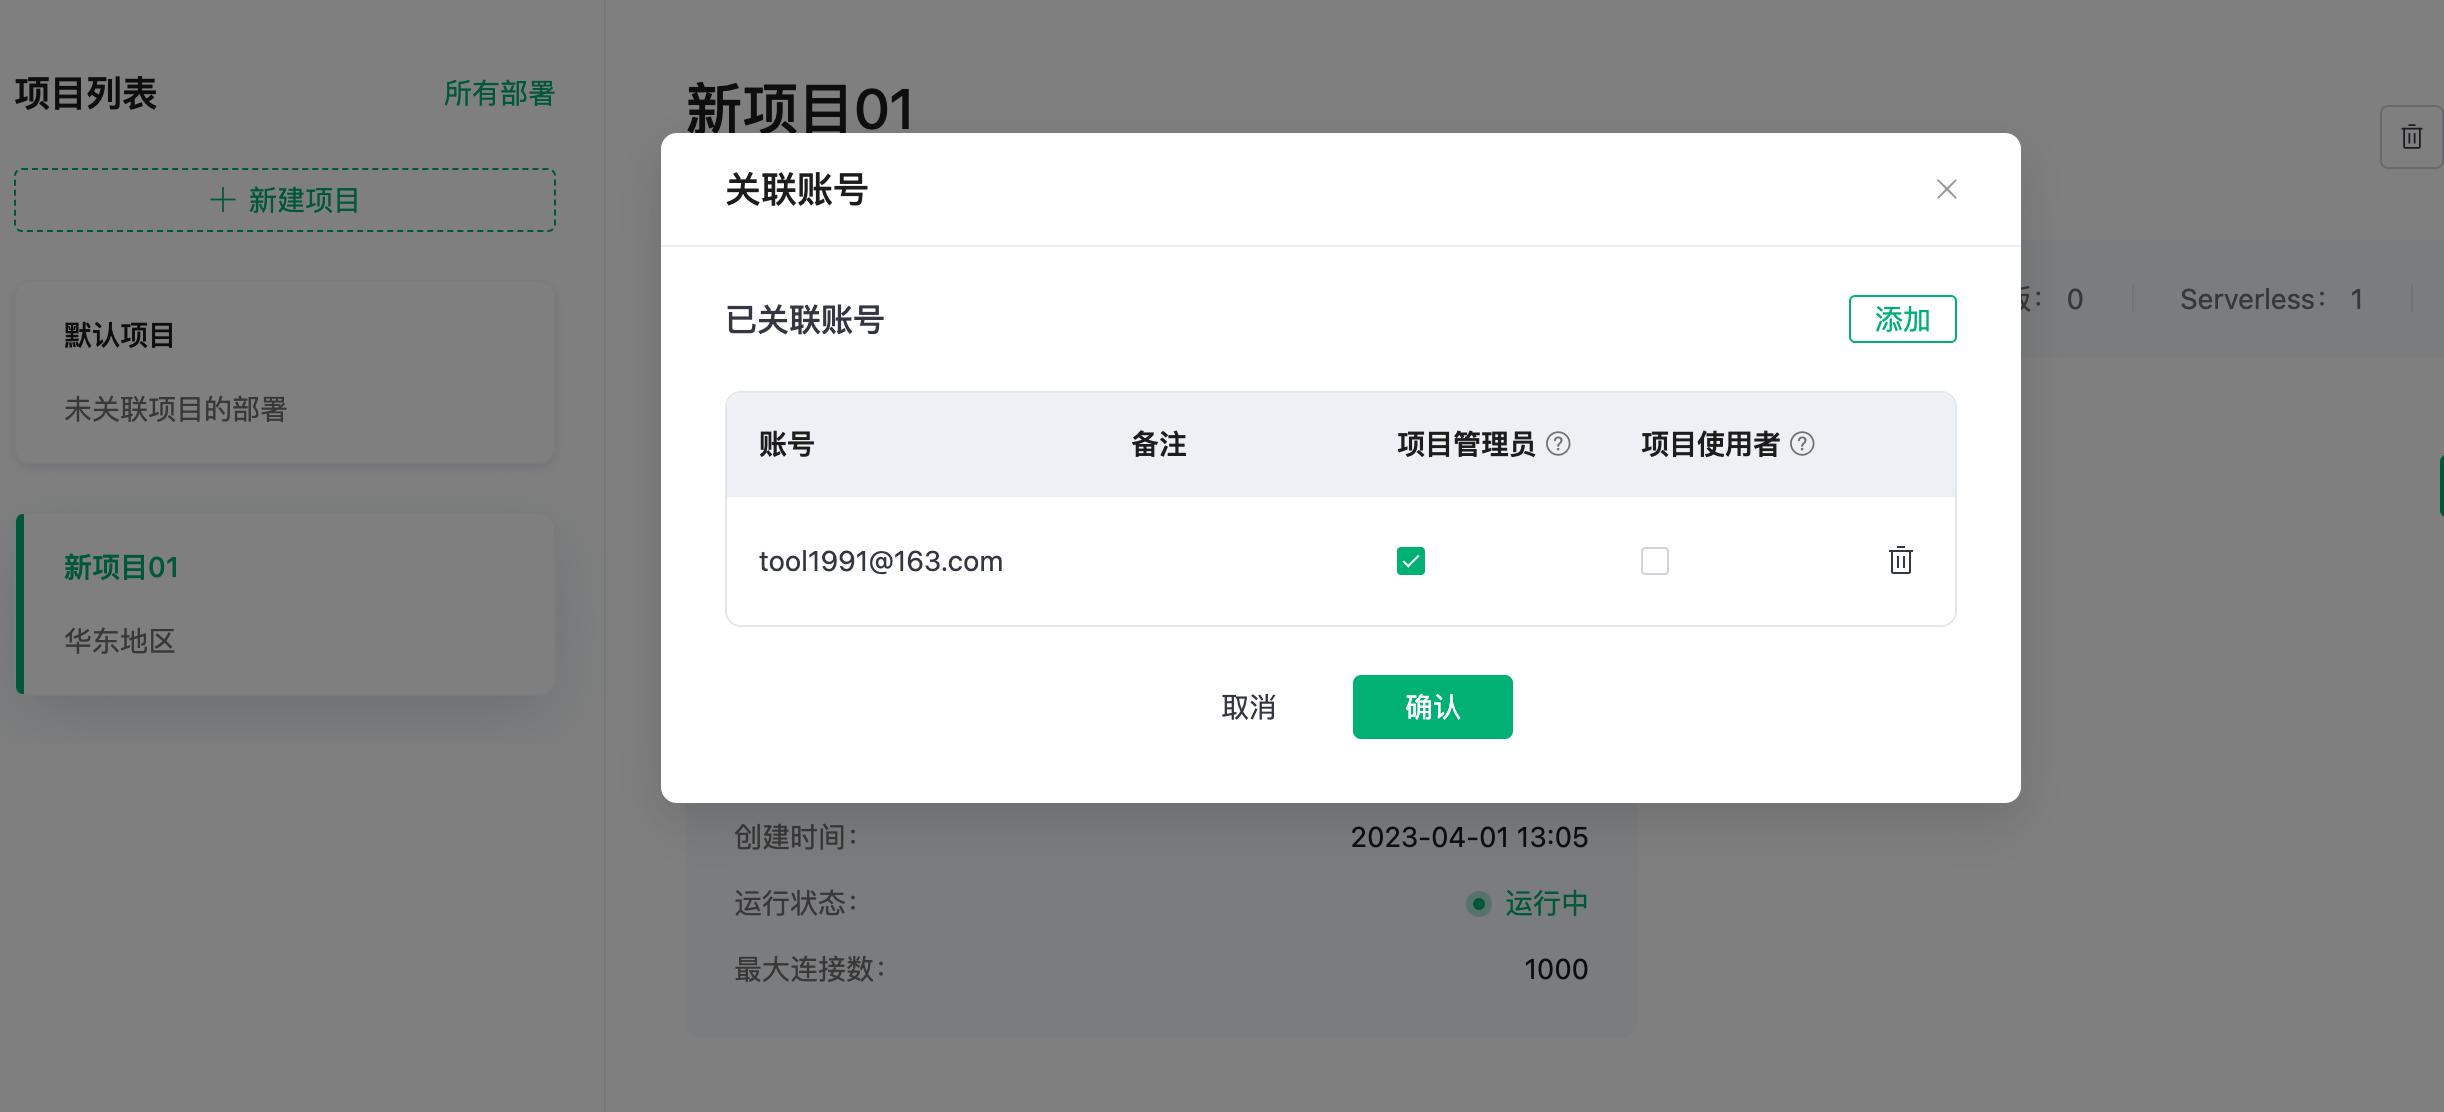 项目列表
所有部署
新建项目
默认项目
未关联项目的部署
新项目01
华东地区
新项目01
版： 0
Serverless： 1
关联账号
已关联账号
添加
账号 备注 项目管理员 项目使用者
tool1991@163.com
取消 确认
创建时间： 2023-04-01 13:05
运行状态： 运行中
最大连接数： 1000